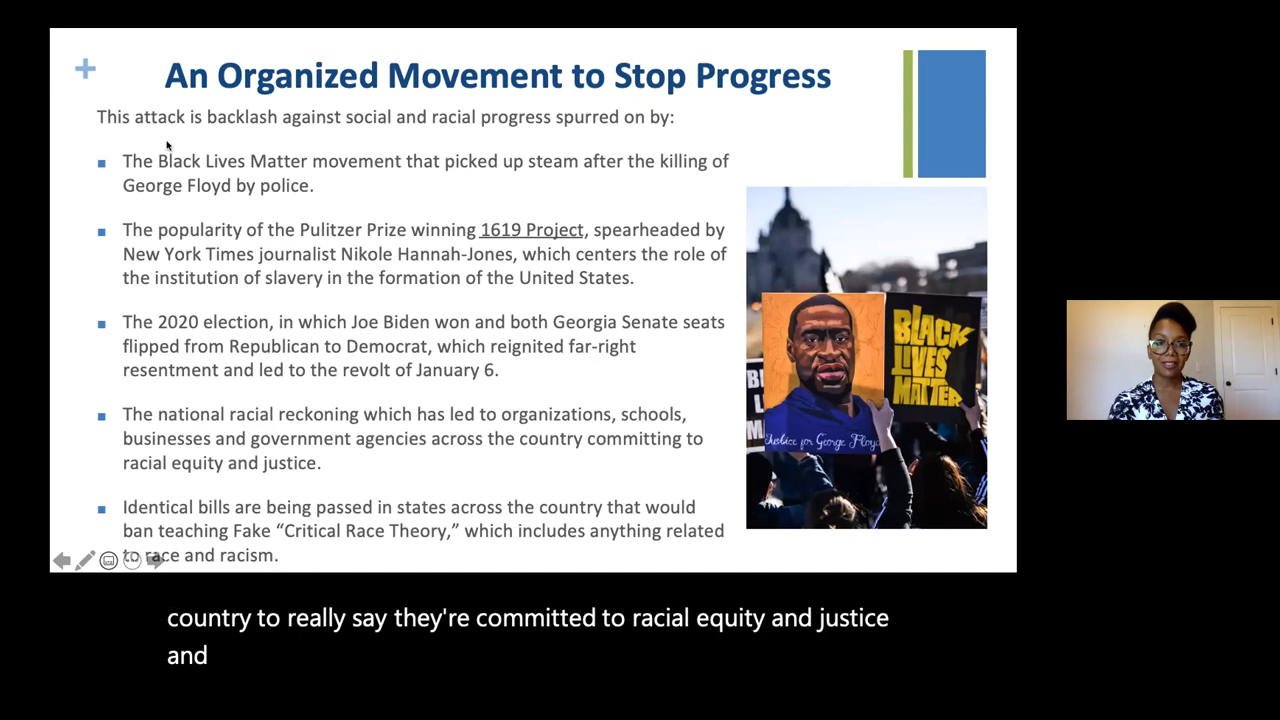 +
An Organized Movement to Stop Progress
This attack is backlash against social and racial progress spurred on by:
▪ The Black Lives Matter movement that picked up steam after the killing of
George Floyd by police.
▪ The popularity of the Pulitzer Prize winning 1619 Project, spearheaded by
New York Times journalist Nikole Hannah-Jones, which centers the role of
the institution of slavery in the formation of the United States.
▪ The 2020 election, in which Joe Biden won and both Georgia Senate seats
flipped from Republican to Democrat, which reignited far-right
resentment and led to the revolt of January 6.
▪ The national racial reckoning which has led to organizations, schools,
businesses and government agencies across the country committing to
racial equity and justice.
▪ Identical bills are being passed in states across the country that would
ban teaching Fake “Critical Race Theory,” which includes anything related
to race and racism.
BLACK
LIVES
MATTER
Justice for George Floyd
country to really say they're committed to racial equity and justice
and